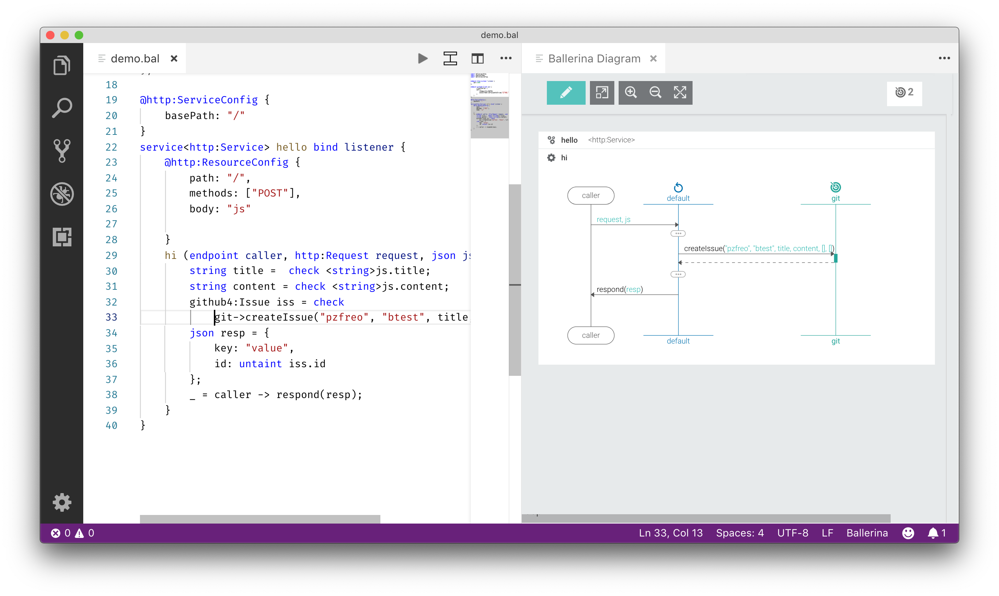 demo.bal
demo.bal
18
19 @http:ServiceConfig {
20 basePath: "/"
21 }
22 service<http:Service> hello bind listener {
23 @http:ResourceConfig {
24 path: "/",
25 methods: ["POST"],
26 body: "js"
27
28 }
29 hi (endpoint caller, http:Request request, json js
30 string title =  check <string>js.title;
31 string content = check <string>js.content;
32 github4:Issue iss = check
33 git->createIssue("pzfreo", "btest", title,
34 json resp = {
35 key: "value",
36 id: untaint iss.id
37 };
38 _ = caller -> respond(resp);
39 }
40 }
Ballerina Diagram
2
hello <http:Service>
hi
caller default git
request, js
createIssue("pzfreo", "btest", title, content, [], [])
respond(resp)
caller default git
0 0
Ln 33, Col 13 Spaces: 4 UTF-8 LF Ballerina 1